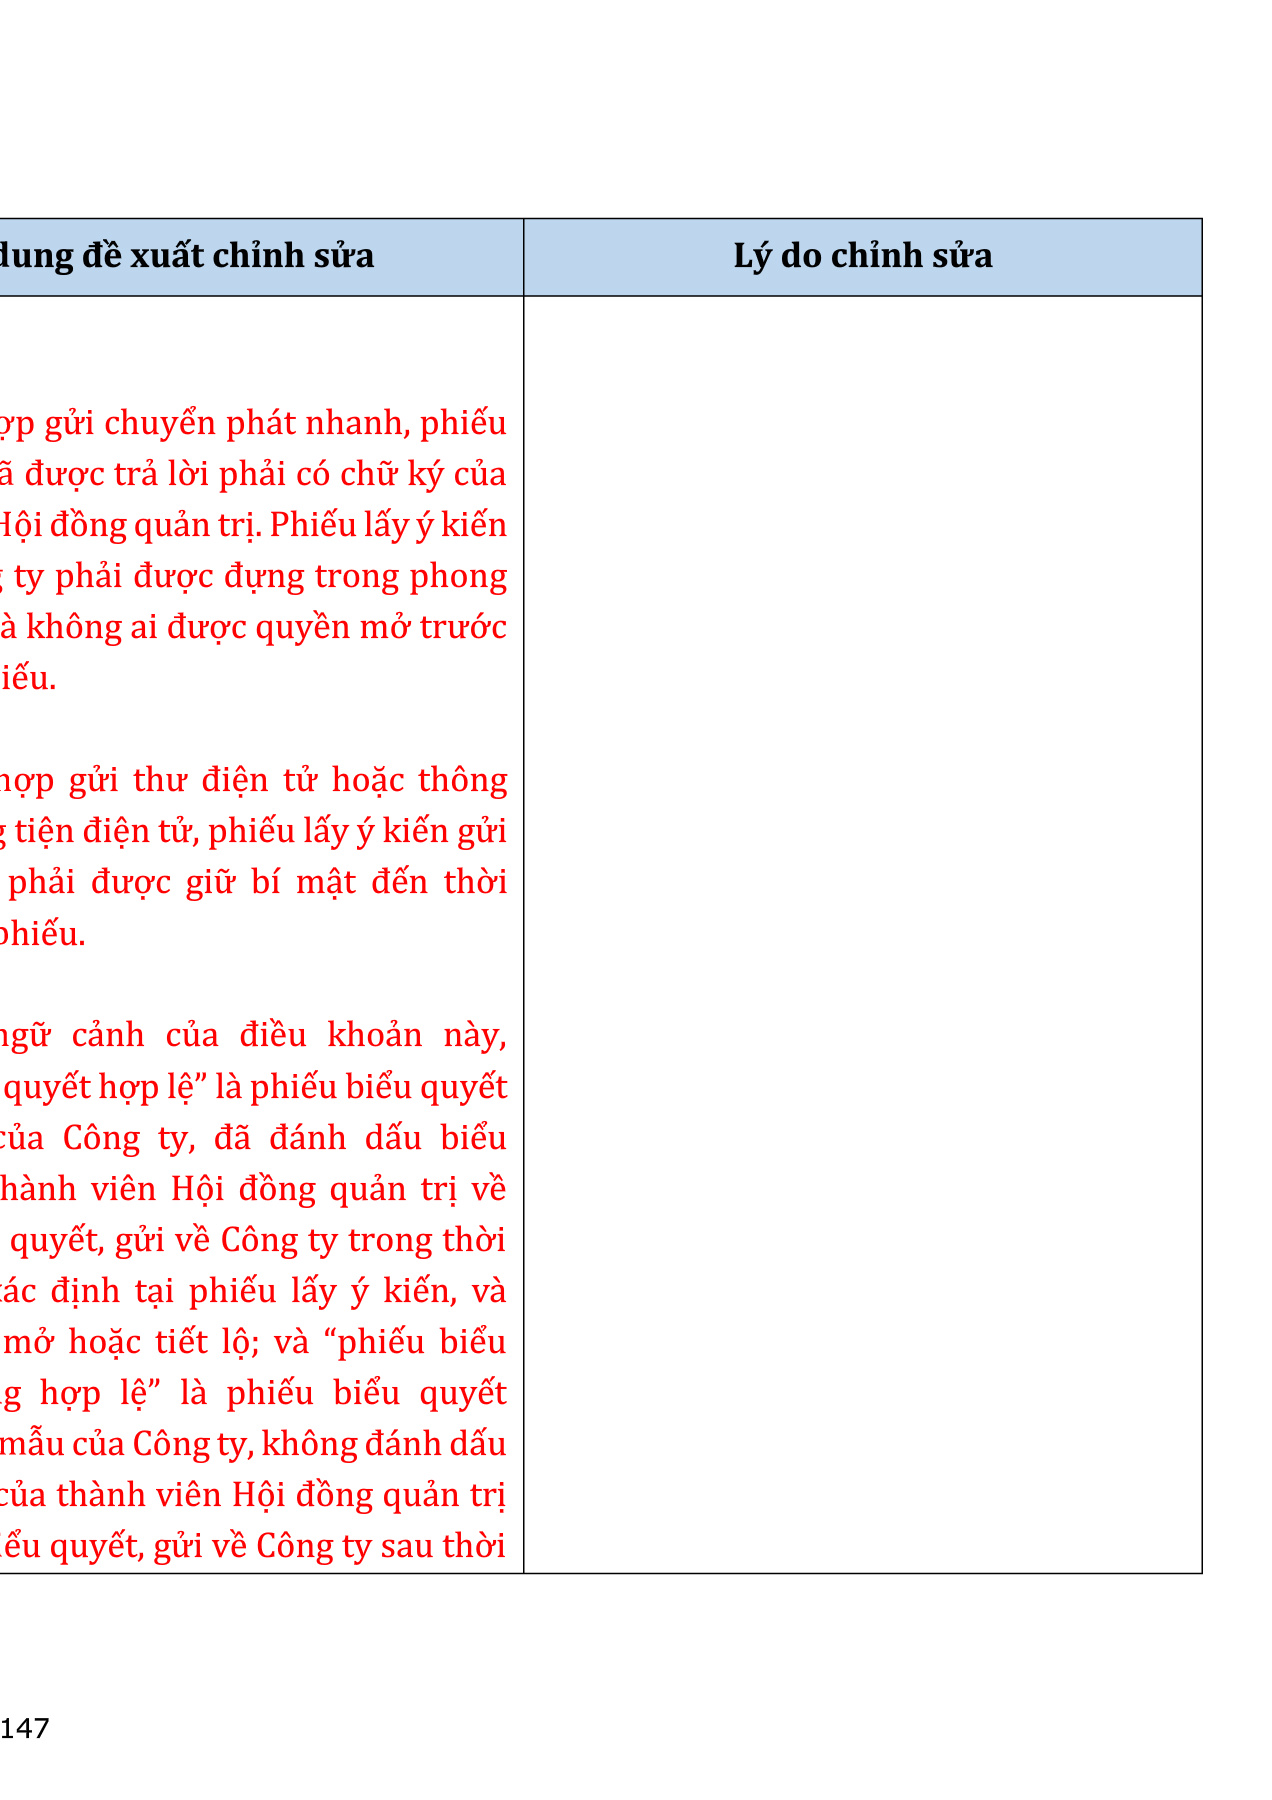 dung đề xuất chỉnh sửa
Lý do chỉnh sửa
gửi chuyển phát nhanh, phiếu
được trả lời phải có chữ ký của
Hội đồng quản trị. Phiếu lấy ý kiến
ty phải được đựng trong phong
không ai được quyền mở trước
iếu.
hợp gửi thư điện tử hoặc thông
tiện điện tử, phiếu lấy ý kiến gửi
phải được giữ bí mật đến thời
phiếu.
ngữ cảnh của điều khoản này,
quyết hợp lệ” là phiếu biểu quyết
của Công ty, đã đánh dấu biểu
hành viên Hội đồng quản trị về
quyết, gửi về Công ty trong thời
định tại phiếu lấy ý kiến, và
mở hoặc tiết lộ; và “phiếu biểu
hợp lệ” là phiếu biểu quyết
mẫu của Công ty, không đánh dấu
của thành viên Hội đồng quản trị
quyết, gửi về Công ty sau thời
147